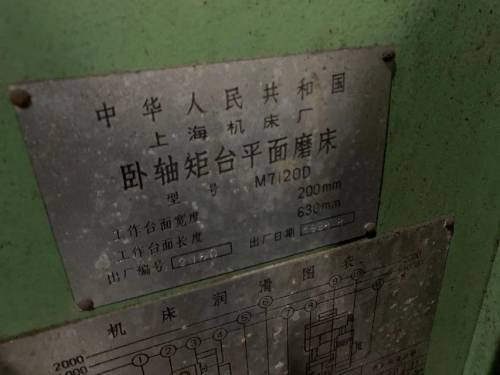 中华人民共和国
上海机床厂
卧轴矩台平面磨床
型号 M7120D
工作台面宽度 200mm
工作台面长度 630mm
出厂编号 出厂日期
机床润滑图表
2000